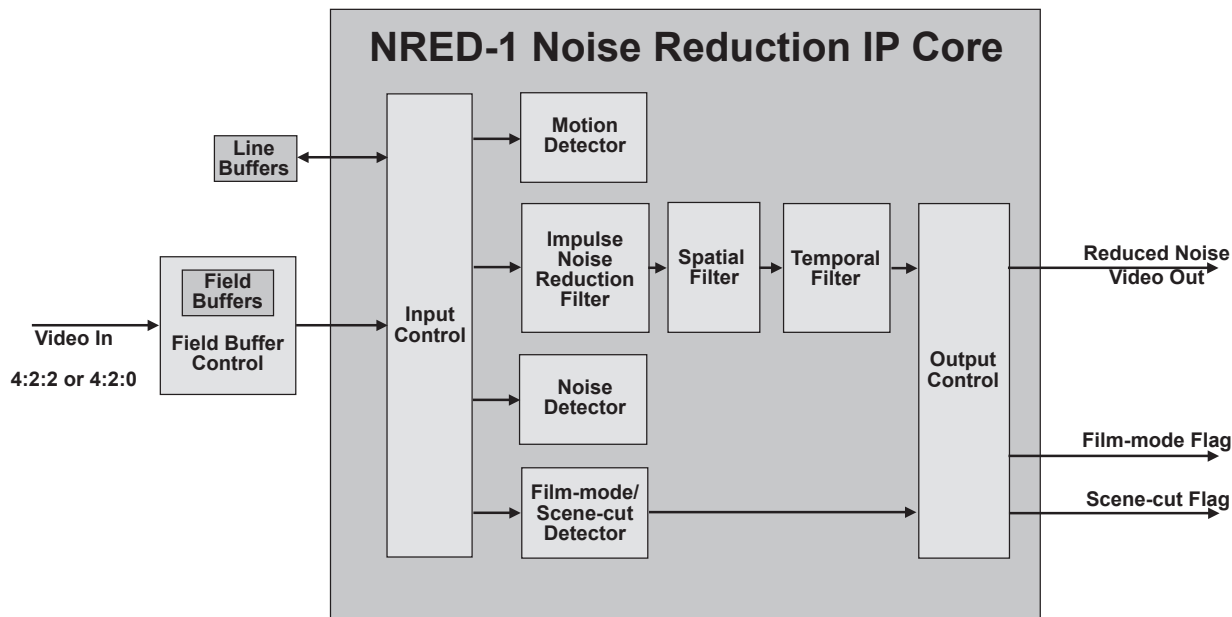 NRED-1 Noise Reduction IP Core
Line
Buffers
Field
Buffers
Field Buffer
Control
Video In
4:2:2 or 4:2:0
Input
Control
Motion
Detector
Impulse
Noise
Reduction
Filter
Spatial
Filter
Temporal
Filter
Noise
Detector
Film-mode/
Scene-cut
Detector
Output
Control
Reduced Noise
Video Out
Film-mode Flag
Scene-cut Flag